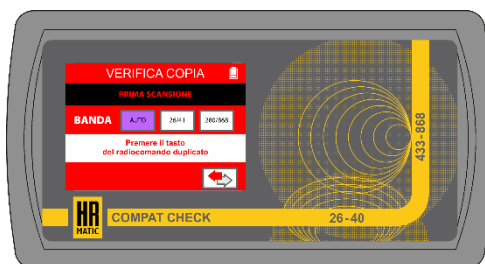 VERIFICA COPIA
PRIMA SCANSIONE
BANDA AUTO 26/41 280/868
Premere il tasto
del radiocomando duplicato
433-868
HR
MATIC
COMPAT CHECK
26-40